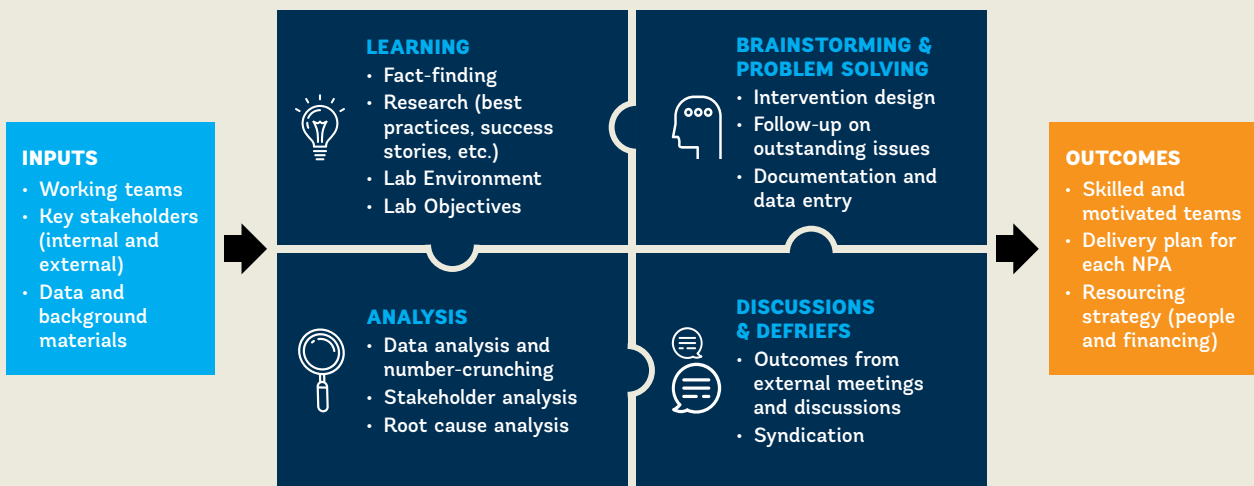 INPUTS
• Working teams
• Key stakeholders
(internal and
external)
• Data and
background
materials
LEARNING
• Fact-finding
• Research (best
practices, success
stories, etc.)
• Lab Environment
• Lab Objectives
BRAINSTORMING &
PROBLEM SOLVING
• Intervention design
• Follow-up on
outstanding issues
• Documentation and
data entry
ANALYSIS
• Data analysis and
number-crunching
• Stakeholder analysis
• Root cause analysis
DISCUSSIONS
& DEFRIEFS
• Outcomes from
external meetings
and discussions
• Syndication
OUTCOMES
• Skilled and
motivated teams
• Delivery plan for
each NPA
• Resourcing
strategy (people
and financing)